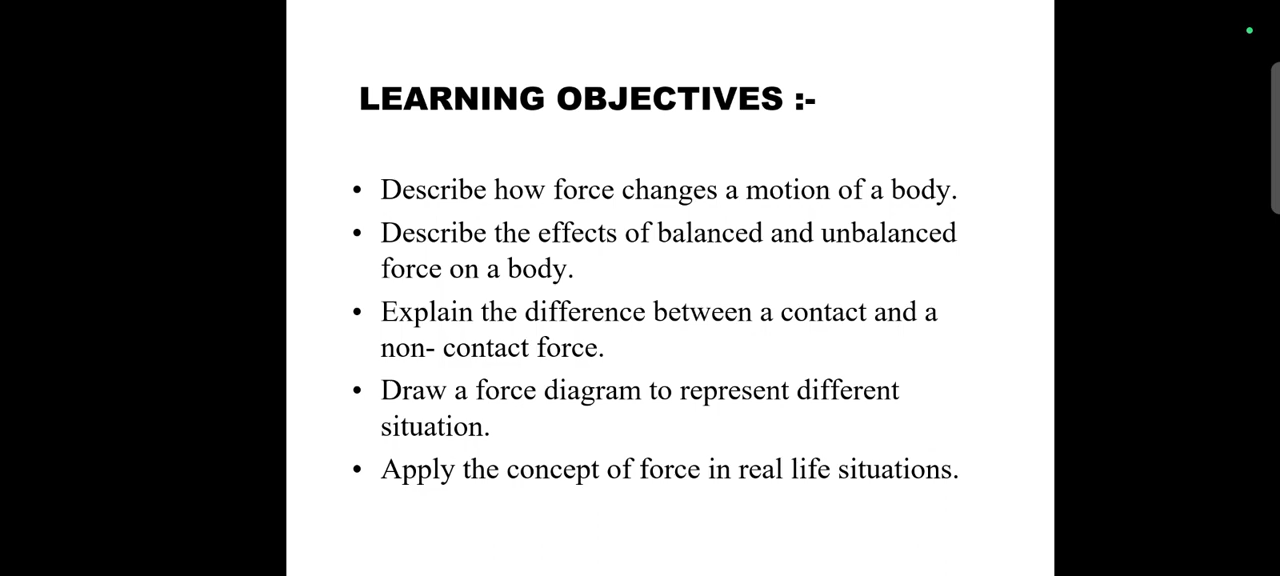 LEARNING OBJECTIVES :-
• Describe how force changes a motion of a body.
• Describe the effects of balanced and unbalanced
force on a body.
• Explain the difference between a contact and a
non- contact force.
• Draw a force diagram to represent different
situation.
• Apply the concept of force in real life situations.